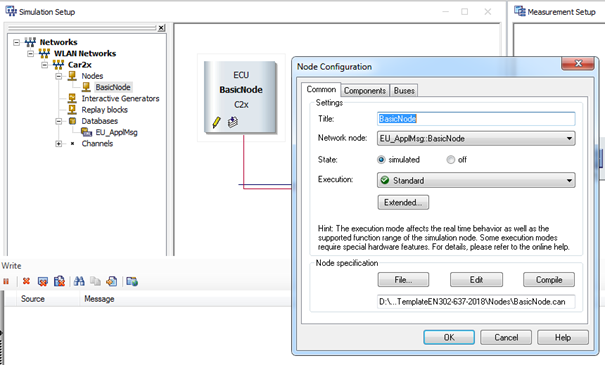 Simulation Setup
Measurement Setup
Networks
WLAN Networks
Car2x
Nodes
BasicNode
Interactive Generators
Replay blocks
Databases
EU_ApplMsg
Channels
ECU
BasicNode
C2x
Write
Source Message
Node Configuration
Common Components Buses
Settings
Title: BasicNode
Network node: EU_ApplMsg::BasicNode
State: simulated off
Execution: Standard
Extended...
Hint: The execution mode affects the real time behavior as well as the
supported function range of the simulation node. Some execution modes
require special hardware features. For details, please refer to the online help.
Node specification
File... Edit Compile
D:\...TemplateEN302-637-2018\Nodes\BasicNode.can
OK Cancel Help